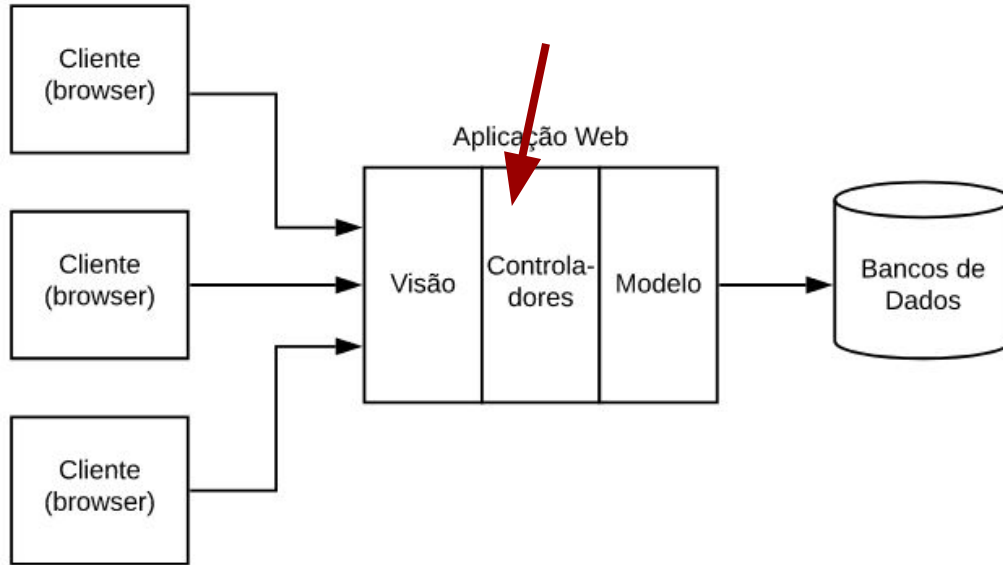 Cliente
(browser)
Aplicação Web
Cliente
(browser)
Visão
Controla-
dores
Modelo
Bancos de
Dados
Cliente
(browser)